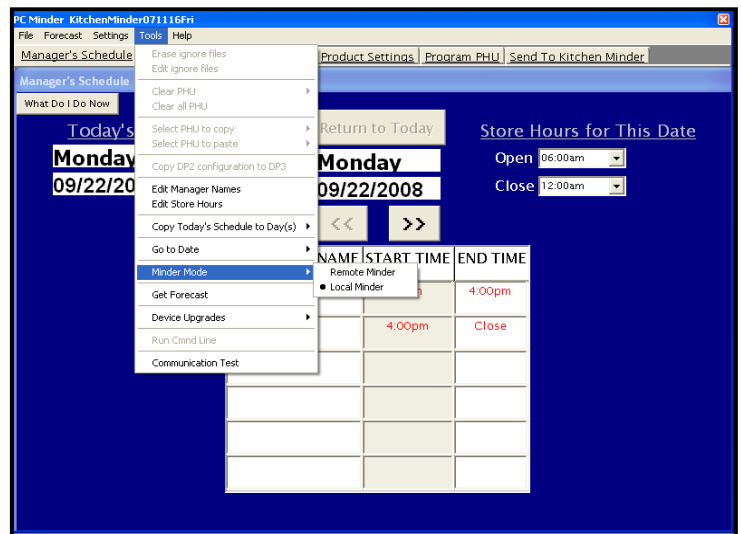 PC Minder KitchenMinder071116Fri
File Forecast Settings Tools Help
Manager's Schedule Product Settings Program PHU Send To Kitchen Minder
Manager's Schedule
What Do I Do Now
Today's Return to Today Store Hours for This Date
Monday Monday Open 06:00am
09/22/20 09/22/2008 Close 12:00am
<< >>
NAME START TIME END TIME
4:00pm
4:00pm Close
Erase ignore files
Edit ignore files
Clear PHU
Clear all PHU
Select PHU to copy
Select PHU to paste
Copy DP2 configuration to DP3
Edit Manager Names
Edit Store Hours
Copy Today's Schedule to Day(s)
Go to Date
Minder Mode
Remote Minder
Local Minder
Get Forecast
Device Upgrades
Run Cmnd Line
Communication Test